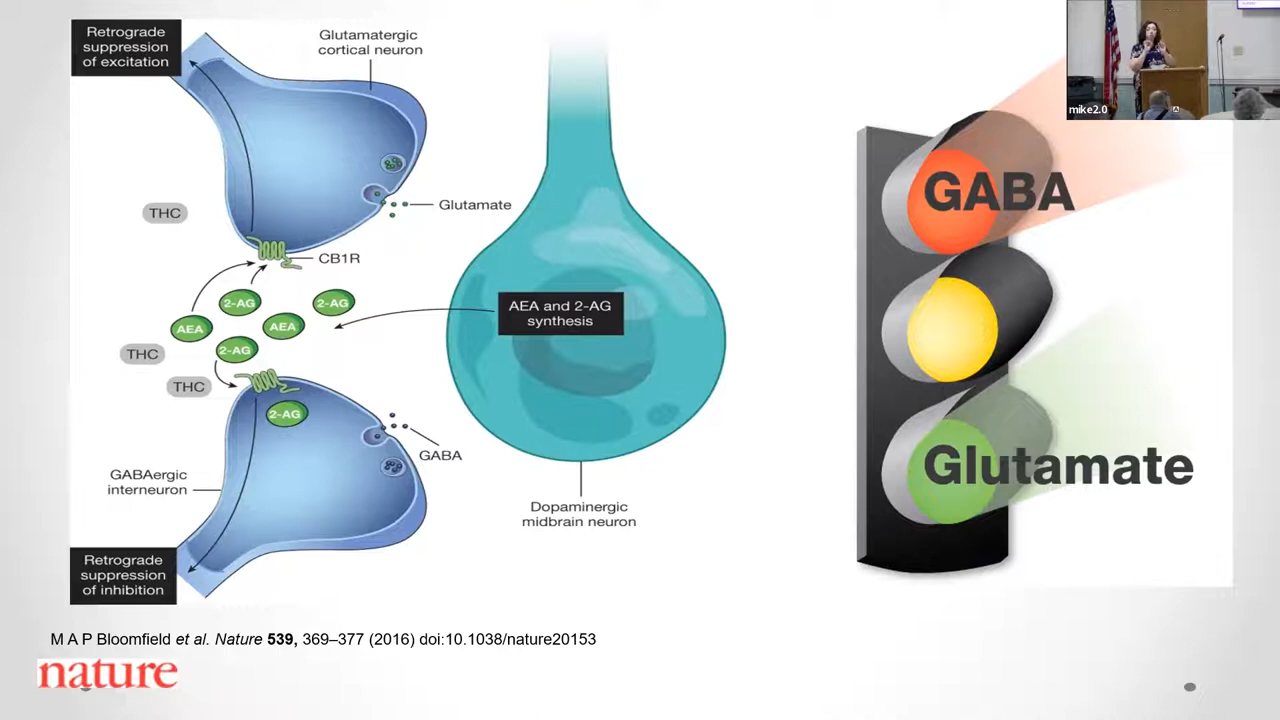 Retrograde
suppression
of excitation
Glutamatergic
cortical neuron
THC
Glutamate
CB1R
2-AG
2-AG
AEA
AEA
2-AG
THC
THC
2-AG
AEA and 2-AG
synthesis
GABA
GABAergic
interneuron
Dopaminergic
midbrain neuron
Retrograde
suppression
of inhibition
M A P Bloomfield et al. Nature 539, 369–377 (2016) doi:10.1038/nature20153
nature
GABA
Glutamate
mike2.0